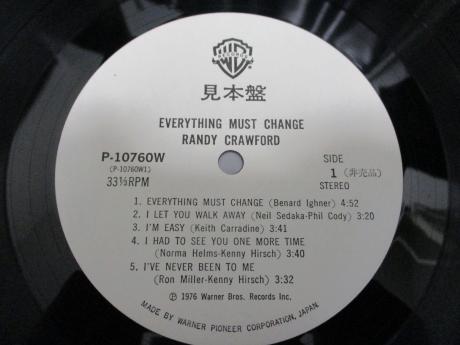 WB
RECORDS
見本盤
EVERYTHING MUST CHANGE
RANDY CRAWFORD
P-10760W
(P-10760W1)
33⅓RPM
SIDE
1 (非売品)
STEREO
1. EVERYTHING MUST CHANGE (Benard Ighner) 4:52
2. I LET YOU WALK AWAY (Neil Sedaka-Phil Cody) 3:20
3. I'M EASY (Keith Carradine) 3:41
4. I HAD TO SEE YOU ONE MORE TIME
(Norma Helms-Kenny Hirsch) 3:40
5. I'VE NEVER BEEN TO ME
(Ron Miller-Kenny Hirsch) 3:32
Ⓟ 1976 Warner Bros. Records Inc.
MADE BY WARNER PIONEER CORPORATION, JAPAN.